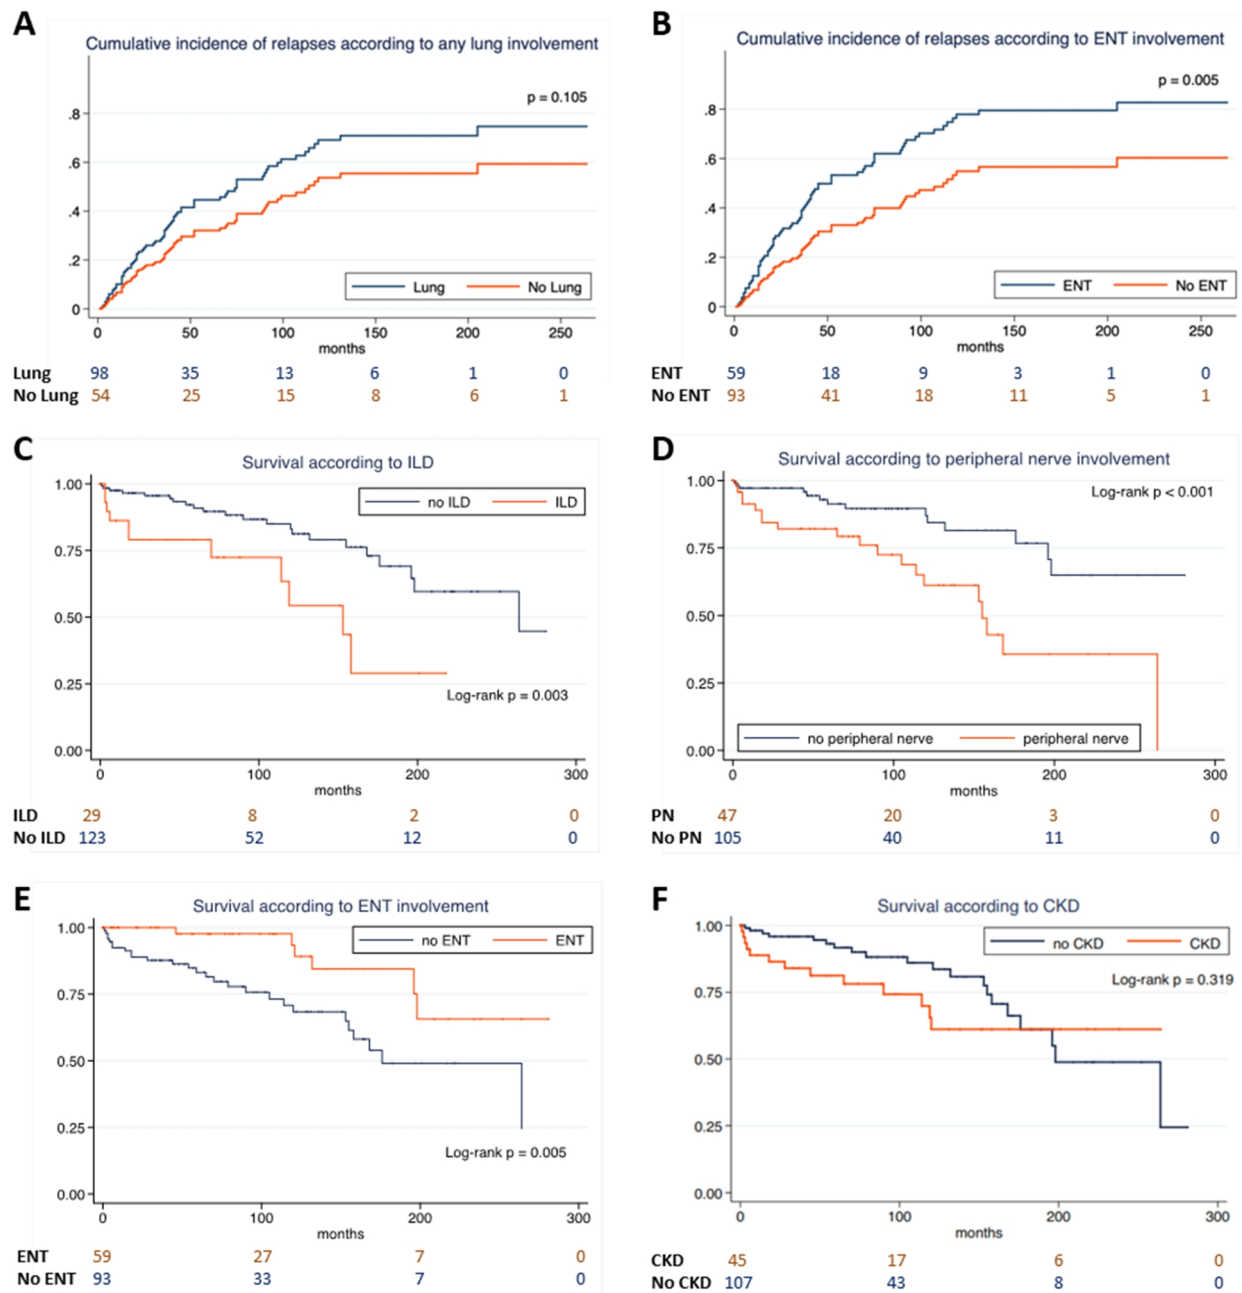 A
Cumulative incidence of relapses according to any lung involvement
p = 0.105
.8
.6
.4
.2
0
Lung No Lung
0 50 100 150 200 250
months
Lung 98 35 13 6 1 0
No Lung 54 25 15 8 6 1
B
Cumulative incidence of relapses according to ENT involvement
p = 0.005
.8
.6
.4
.2
0
ENT No ENT
0 50 100 150 200 250
months
ENT 59 18 9 3 1 0
No ENT 93 41 18 11 5 1
C
Survival according to ILD
1.00
0.75
0.50
0.25
0.00
no ILD ILD
Log-rank p = 0.003
0 100 200 300
months
ILD 29 8 2 0
No ILD 123 52 12 0
D
Survival according to peripheral nerve involvement
Log-rank p < 0.001
1.00
0.75
0.50
0.25
0.00
no peripheral nerve peripheral nerve
0 100 200 300
months
PN 47 20 3 0
No PN 105 40 11 0
E
Survival according to ENT involvement
1.00
0.75
0.50
0.25
0.00
no ENT ENT
Log-rank p = 0.005
0 100 200 300
months
ENT 59 27 7 0
No ENT 93 33 7 0
F
Survival according to CKD
1.00
0.75
0.50
0.25
0.00
no CKD CKD
Log-rank p = 0.319
0 100 200 300
months
CKD 45 17 6 0
No CKD 107 43 8 0